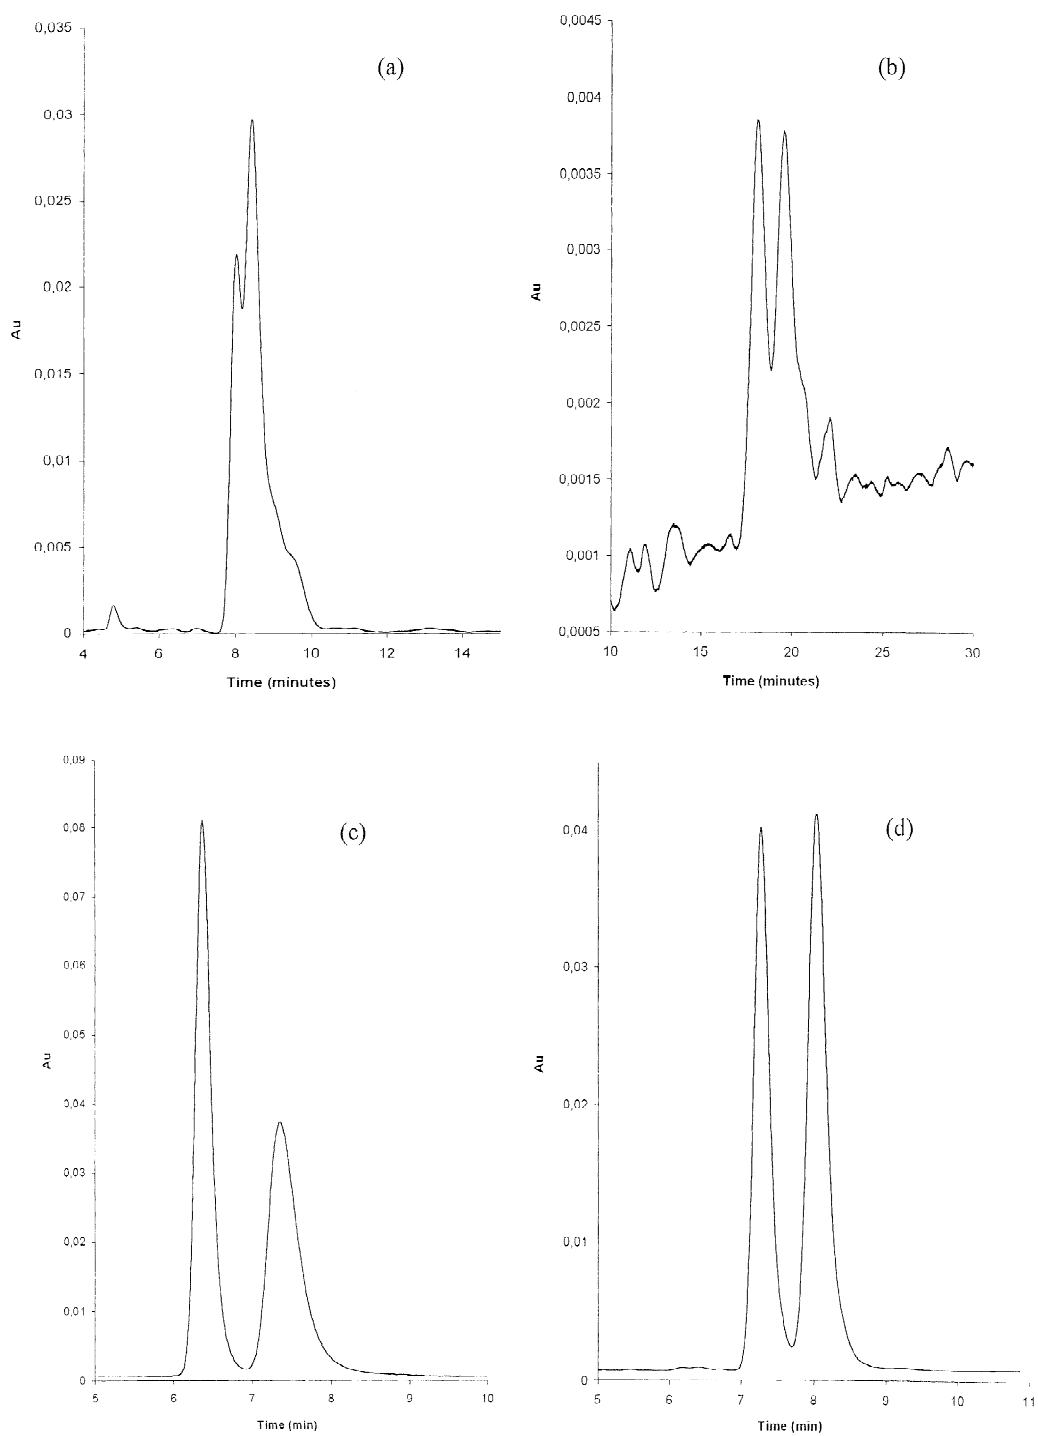 (a)
0,035
0,03
0,025
0,02
0,015
0,01
0,005
0
Au
4 6 8 10 12 14
Time (minutes)
(b)
0,0045
0,004
0,0035
0,003
0,0025
0,002
0,0015
0,001
0,0005
Au
10 15 20 25 30
Time (minutes)
(c)
0,09
0,08
0,07
0,06
0,05
0,04
0,03
0,02
0,01
0
Au
5 6 7 8 9 10
Time (min)
(d)
0,04
0,03
0,02
0,01
0
Au
5 6 7 8 9 10 11
Time (min)